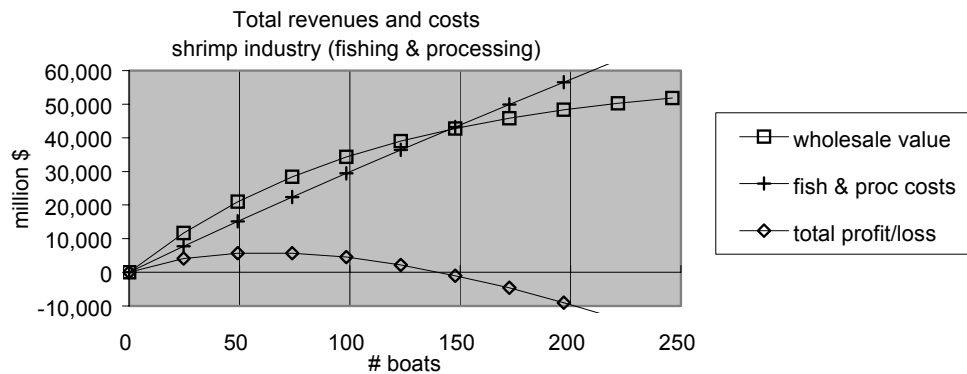 Total revenues and costs
shrimp industry (fishing & processing)
60,000
50,000
40,000
30,000
20,000
10,000
0
-10,000
million $
0 50 100 150 200 250
# boats
wholesale value
fish & proc costs
total profit/loss